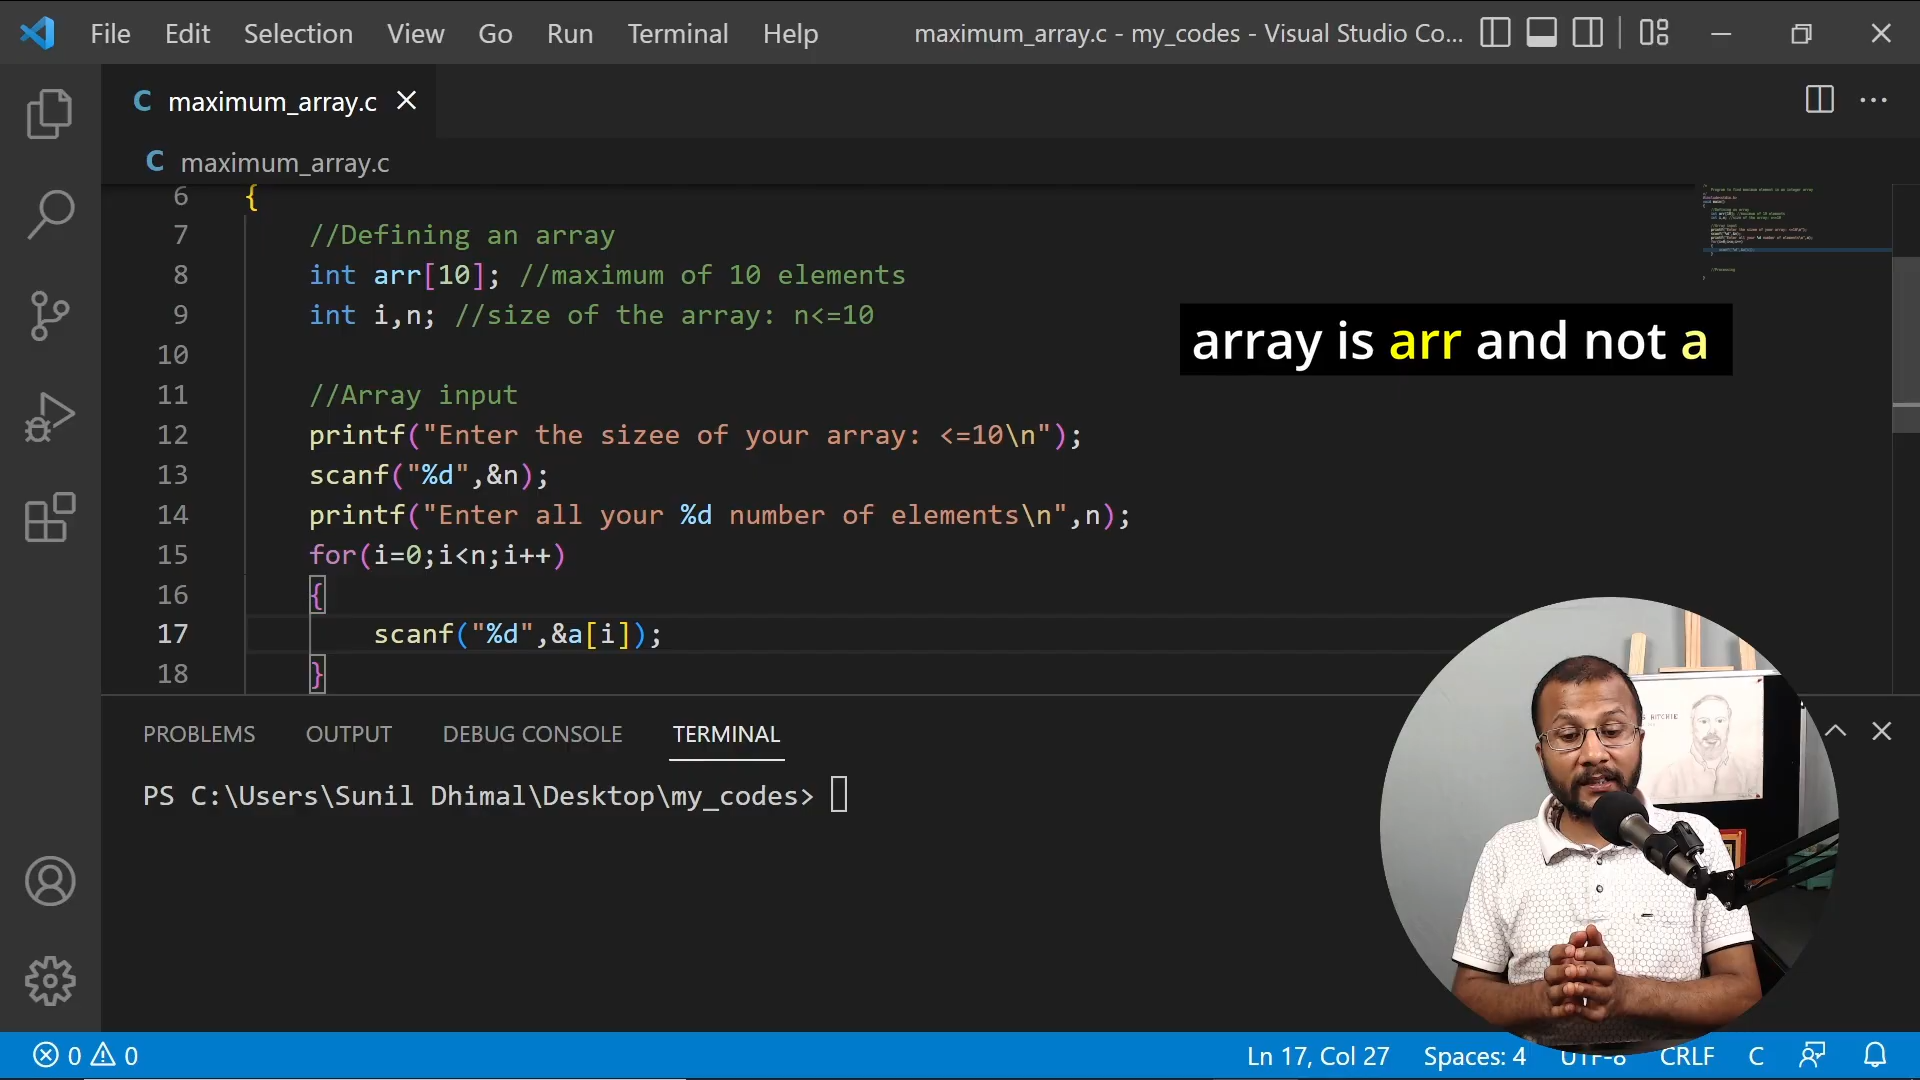 File Edit Selection View Go Run Terminal Help maximum_array.c - my_codes - Visual Studio Co...
C maximum_array.c
C maximum_array.c
6 {
7 //Defining an array
8 int arr[10]; //maximum of 10 elements
9 int i,n; //size of the array: n<=10
array is arr and not a
10
11 //Array input
12 printf("Enter the sizee of your array: <=10\n");
13 scanf("%d",&n);
14 printf("Enter all your %d number of elements\n",n);
15 for(i=0;i<n;i++)
16 {
17 scanf("%d",&a[i]);
18 }
PROBLEMS OUTPUT DEBUG CONSOLE TERMINAL
PS C:\Users\Sunil Dhimal\Desktop\my_codes>
RITCHIE
0 0 Ln 17, Col 27 Spaces: 4 UTF-8 CRLF C